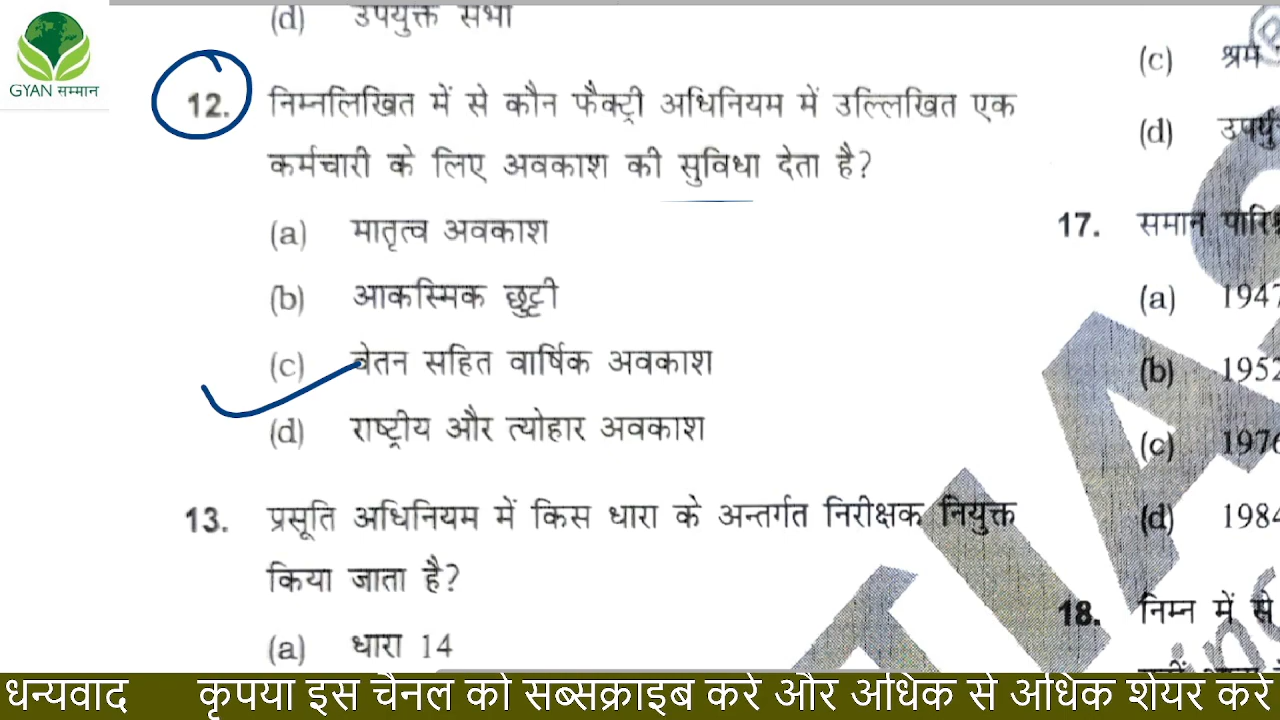 GYAN सम्मान
(d) उपयुक्त सभी
12. निम्नलिखित में से कौन फैक्ट्री अधिनियम में उल्लिखित एक
कर्मचारी के लिए अवकाश की सुविधा देता है?
(a) मातृत्व अवकाश
(b) आकस्मिक छुट्टी
(c) वेतन सहित वार्षिक अवकाश
(d) राष्ट्रीय और त्योहार अवकाश
13. प्रसूति अधिनियम में किस धारा के अन्तर्गत निरीक्षक नियुक्त
किया जाता है?
(a) धारा 14
(c) श्रम
(d)
17. समान
(a) 1947
(b) 1952
(c) 1976
(d) 1984
18. निम्न में से
धन्यवाद कृपया इस चैनल को सब्सक्राइब करे और अधिक से अधिक शेयर करे